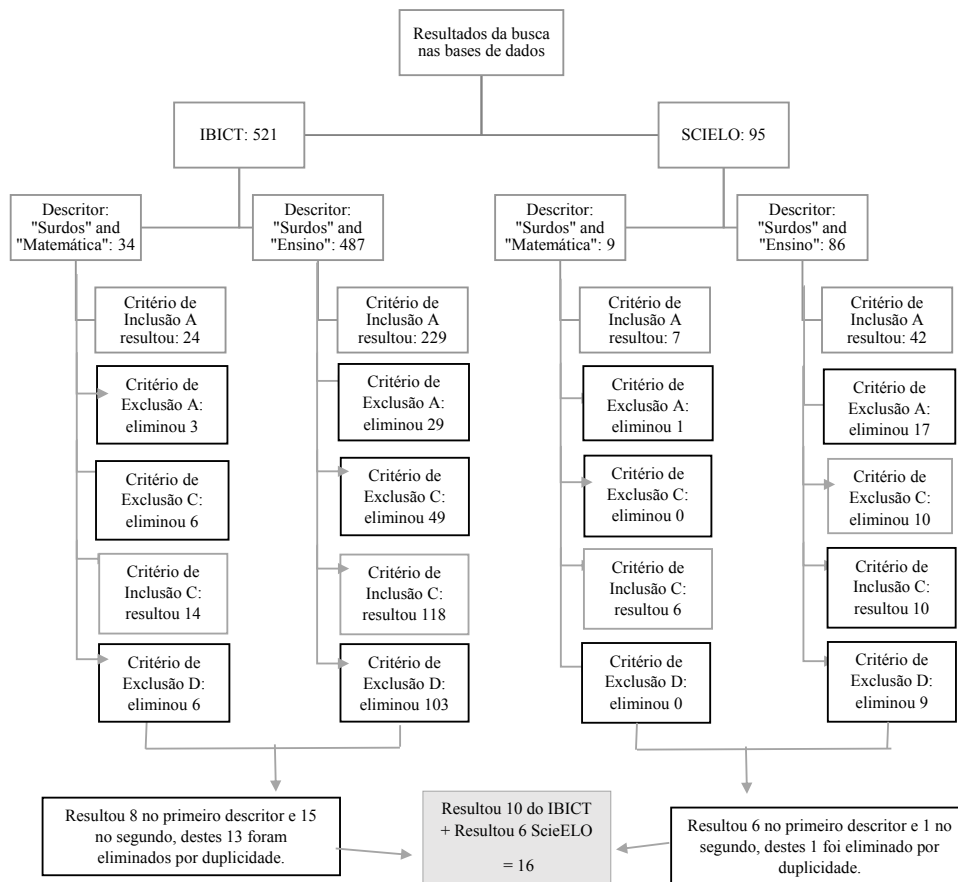 Resultados da busca
nas bases de dados
IBICT: 521
SCIELO: 95
Descritor:
"Surdos" and
"Matemática": 34
Descritor:
"Surdos" and
"Ensino": 487
Descritor:
"Surdos" and
"Matemática": 9
Descritor:
"Surdos" and
"Ensino": 86
Critério de
Inclusão A
resultou: 24
Critério de
Inclusão A
resultou: 229
Critério de
Inclusão A
resultou: 7
Critério de
Inclusão A
resultou: 42
Critério de
Exclusão A:
eliminou 3
Critério de
Exclusão A:
eliminou 29
Critério de
Exclusão A:
eliminou 1
Critério de
Exclusão A:
eliminou 17
Critério de
Exclusão C:
eliminou 6
Critério de
Exclusão C:
eliminou 49
Critério de
Exclusão C:
eliminou 0
Critério de
Exclusão C:
eliminou 10
Critério de
Inclusão C:
resultou 14
Critério de
Inclusão C:
resultou 118
Critério de
Inclusão C:
resultou 6
Critério de
Inclusão C:
resultou 10
Critério de
Exclusão D:
eliminou 6
Critério de
Exclusão D:
eliminou 103
Critério de
Exclusão D:
eliminou 0
Critério de
Exclusão D:
eliminou 9
Resultou 8 no primeiro descritor e 15
no segundo, destes 13 foram
eliminados por duplicidade.
Resultou 10 do IBICT
+ Resultou 6 ScieELO
= 16
Resultou 6 no primeiro descritor e 1 no
segundo, destes 1 foi eliminado por
duplicidade.